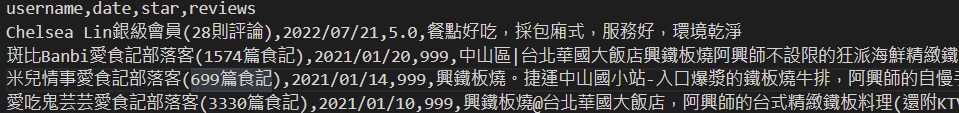 username,date,star,reviews
Chelsea Lin銀級會員(28則評論),2022/07/21,5.0,餐點好吃，採包廂式，服務好，環境乾淨
斑比Banbi愛食記部落客(1574篇食記),2021/01/20,999,中山區|台北華國大飯店興鐵板燒阿興師不設限的狂派海鮮精緻鐵
米兒情事愛食記部落客(699篇食記),2021/01/14,999,興鐵板燒。捷運中山國小站-入口爆漿的鐵板燒牛排，阿興師的自慢手
愛吃鬼芸芸愛食記部落客(3330篇食記),2021/01/10,999,興鐵板燒@台北華國大飯店，阿興師的台式精緻鐵板料理(還附KTV